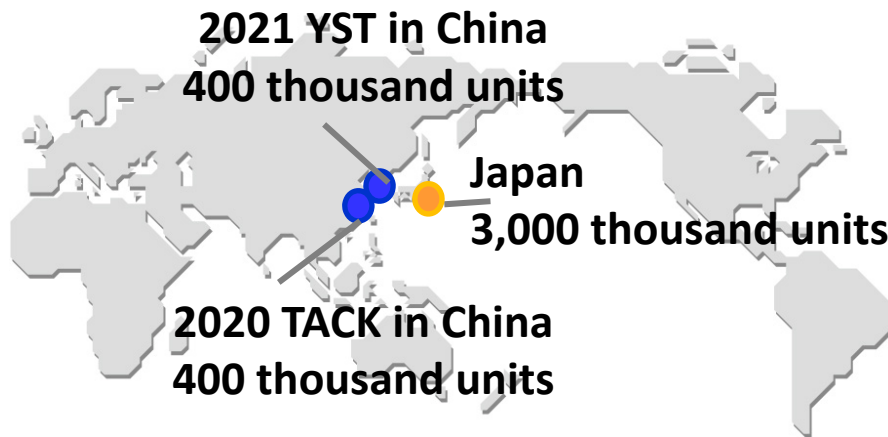 2021 YST in China
400 thousand units
Japan
3,000 thousand units
2020 TACK in China
400 thousand units